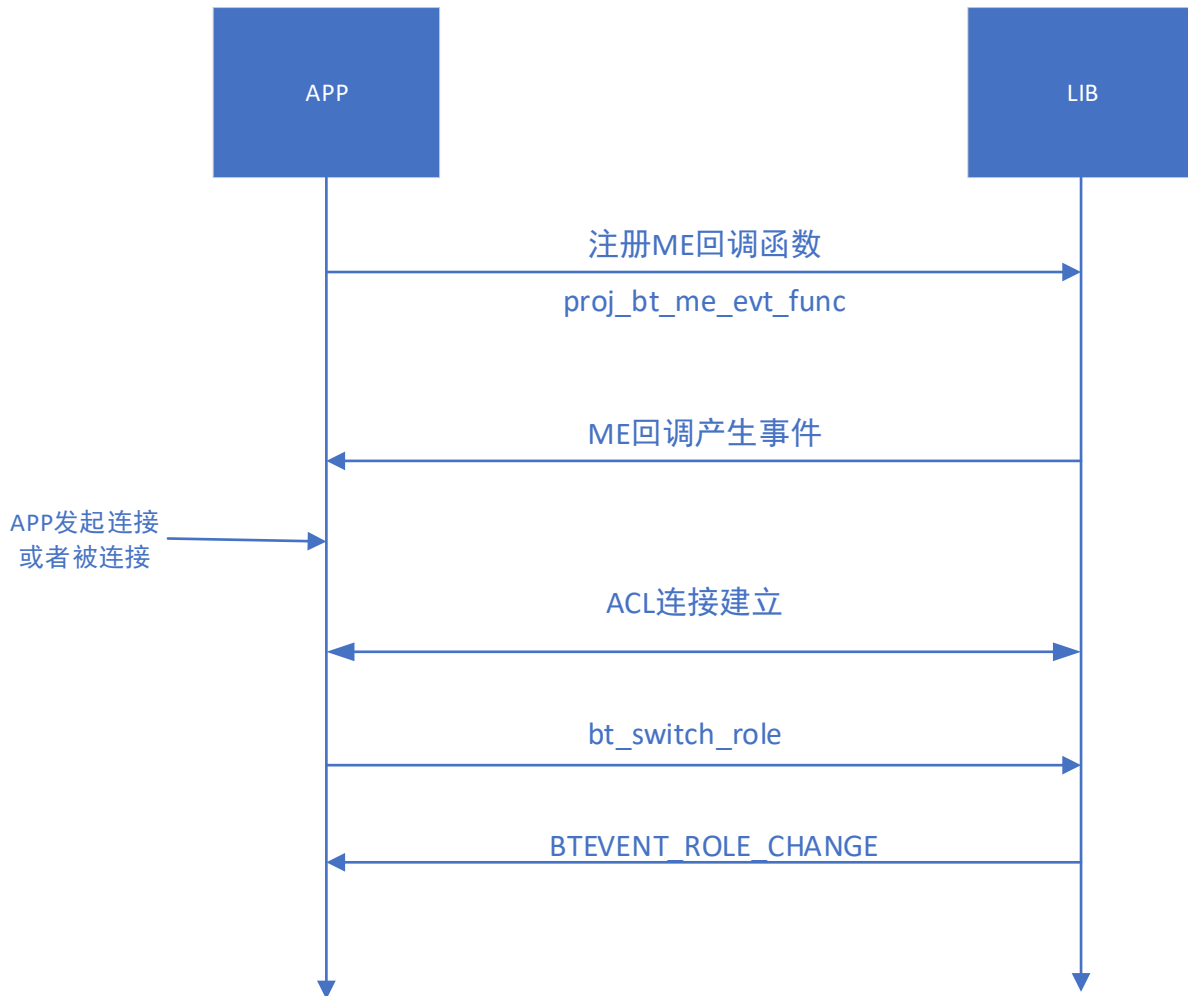 APP
LIB
注册ME回调函数
proj_bt_me_evt_func
ME回调产生事件
APP发起连接
或者被连接
ACL连接建立
bt_switch_role
BTEVENT_ROLE_CHANGE